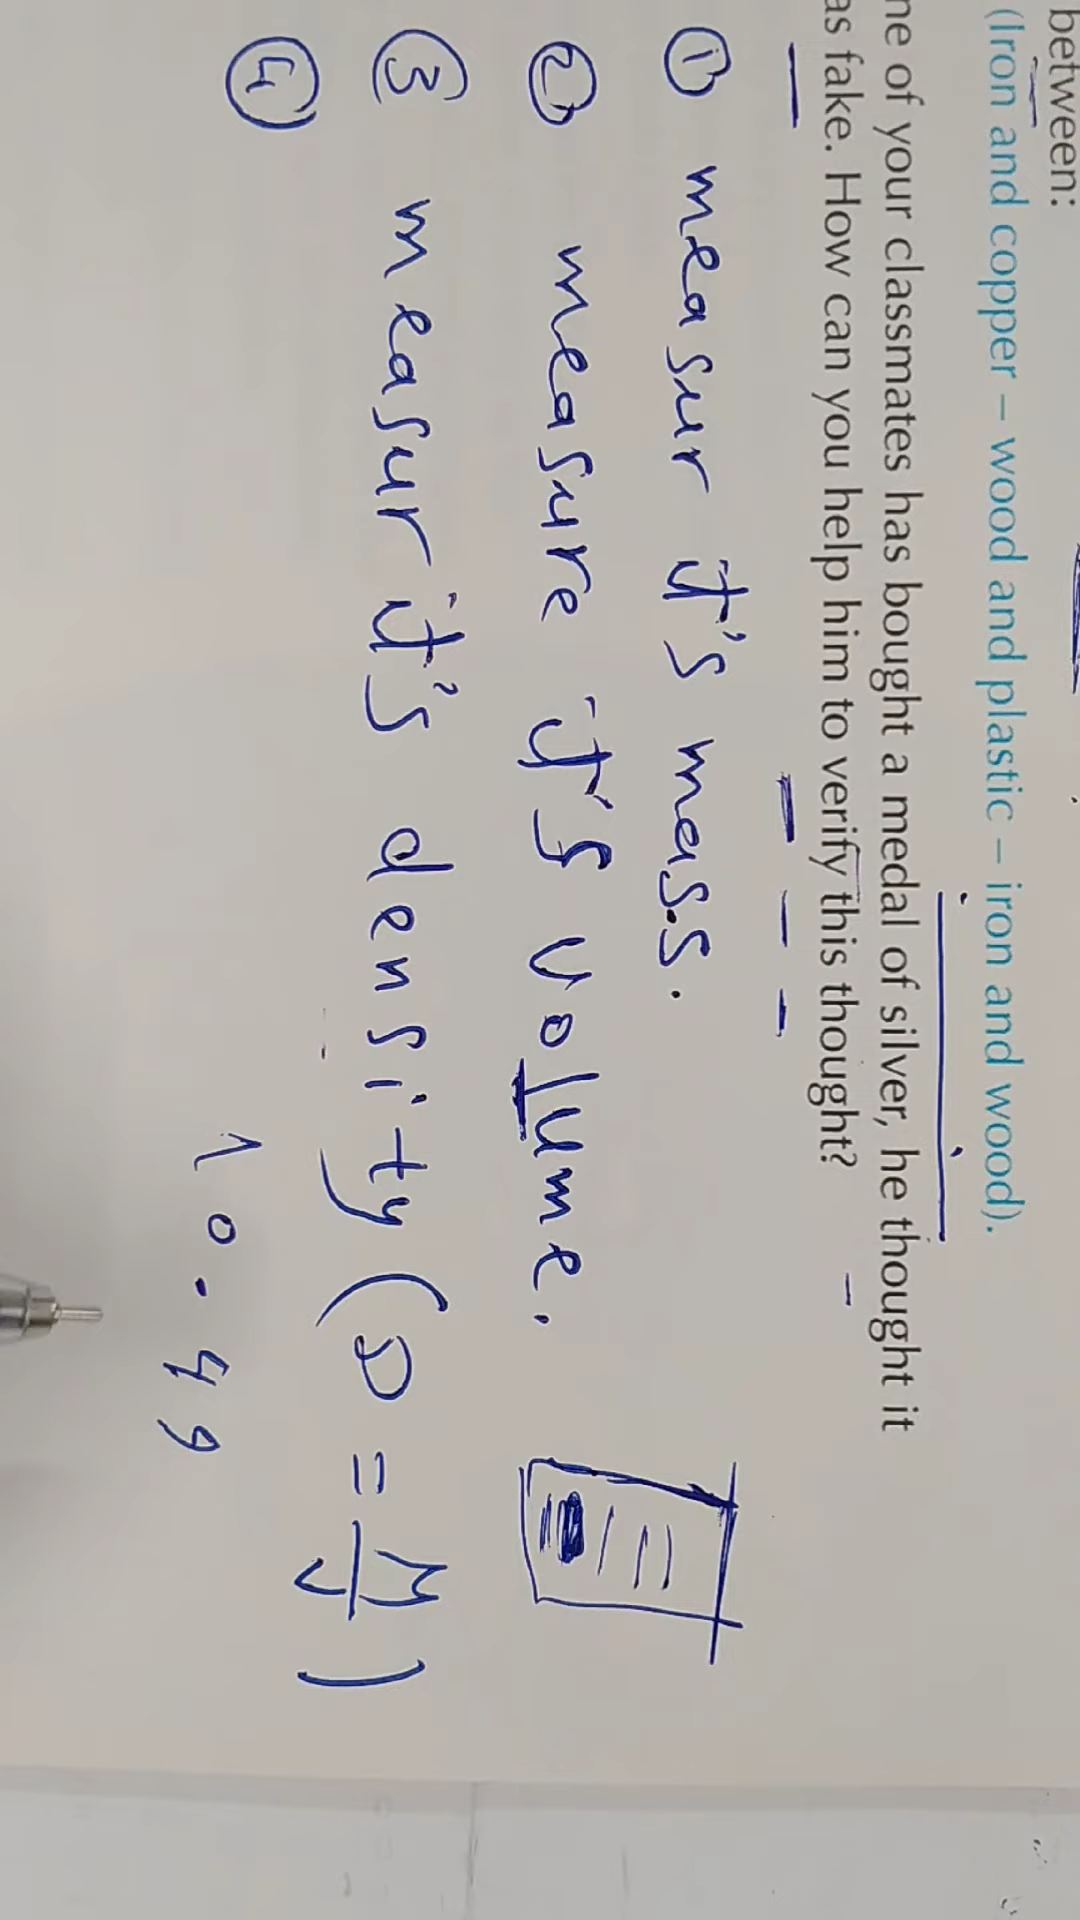 between:
(Iron and copper – wood and plastic – iron and wood).
ne of your classmates has bought a medal of silver, he thought it
as fake. How can you help him to verify this thought?
① measur it's mass.
② measure it's volume.
③ measur it's density (D = M/V)
④
10.49